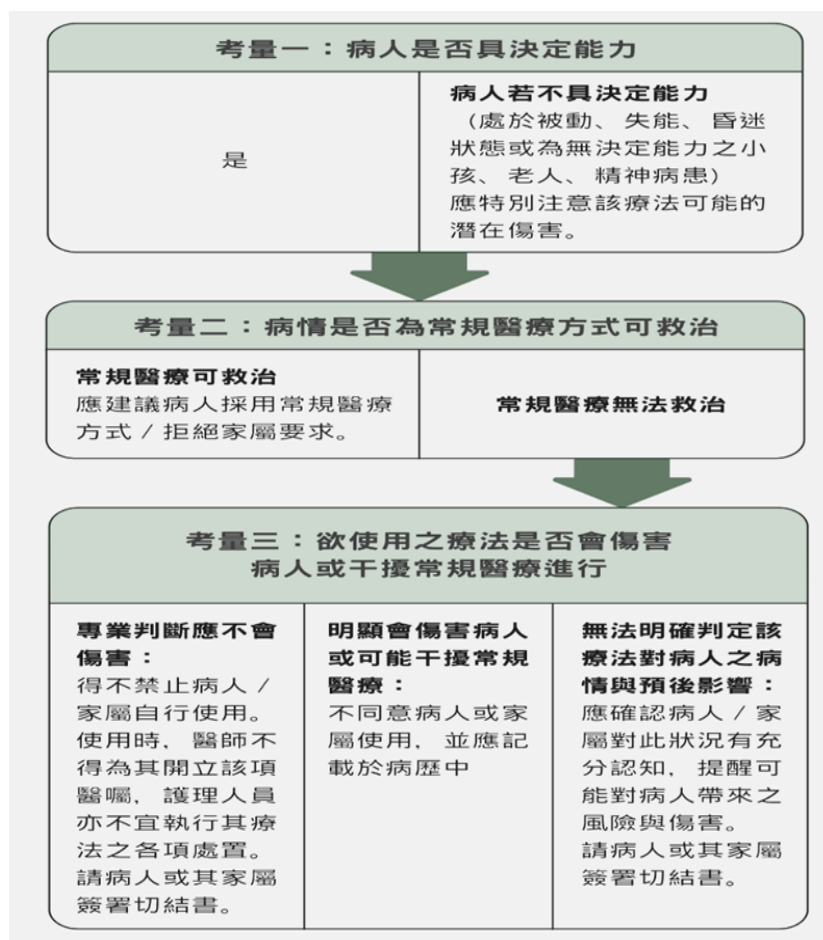 考量一：病人是否具決定能力
是
病人若不具決定能力
（處於被動、失能、昏迷
狀態或為無決定能力之小
孩、老人、精神病患）
應特別注意該療法可能的
潛在傷害。
考量二：病情是否為常規醫療方式可救治
常規醫療可救治
應建議病人採用常規醫療
方式／拒絕家屬要求。
常規醫療無法救治
考量三：欲使用之療法是否會傷害
病人或干擾常規醫療進行
專業判斷應不會
傷害：
得不禁止病人／
家屬自行使用。
使用時，醫師不
得為其開立該項
醫囑，護理人員
亦不宜執行其療
法之各項處置。
請病人或其家屬
簽署切結書。
明顯會傷害病人
或可能干擾常規
醫療：
不同意病人或家
屬使用，並應記
載於病歷中
無法明確判定該
療法對病人之病
情與預後影響：
應確認病人／家
屬對此狀況有充
分認知，提醒可
能對病人帶來之
風險與傷害。
請病人或其家屬
簽署切結書。